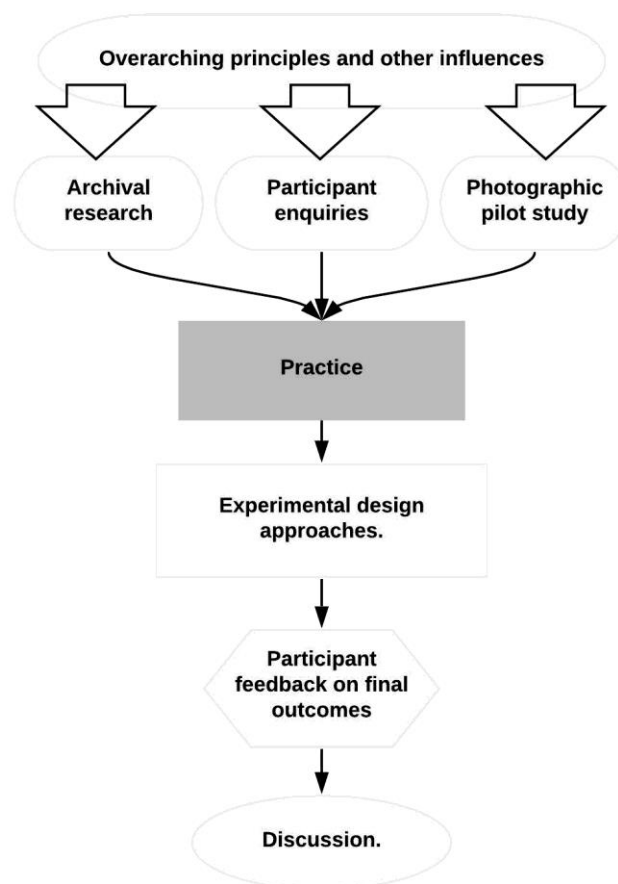 Overarching principles and other influences
Archival
research
Participant
enquiries
Photographic
pilot study
Practice
Experimental design
approaches.
Participant
feedback on final
outcomes
Discussion.